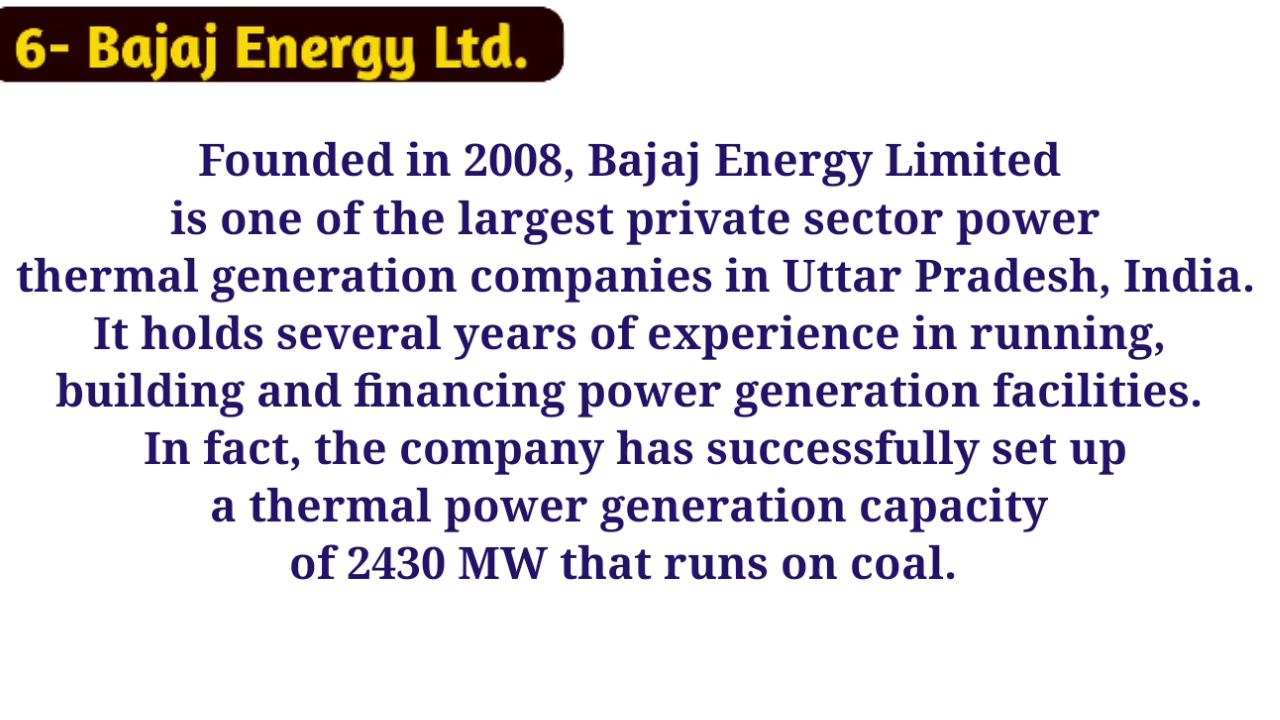 6- Bajaj Energy Ltd.
Founded in 2008, Bajaj Energy Limited
is one of the largest private sector power
thermal generation companies in Uttar Pradesh, India.
It holds several years of experience in running,
building and financing power generation facilities.
In fact, the company has successfully set up
a thermal power generation capacity
of 2430 MW that runs on coal.